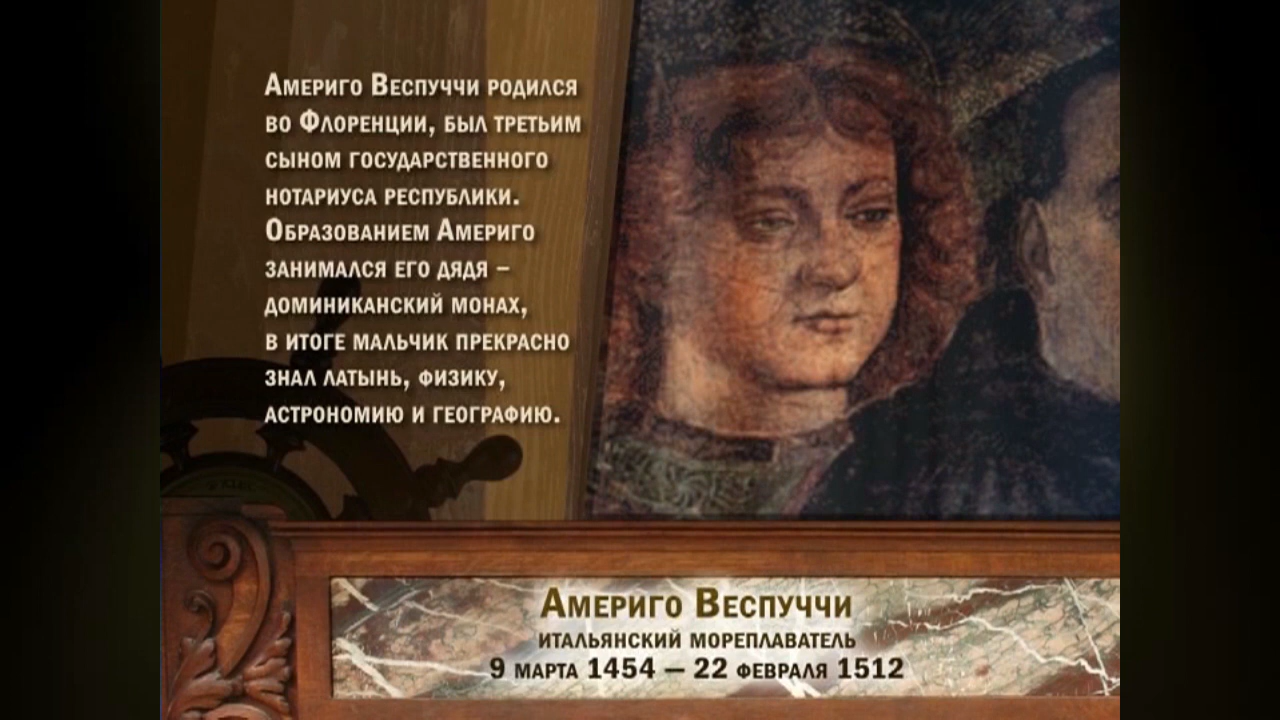 Америго Веспуччи родился
во Флоренции, был третьим
сыном государственного
нотариуса республики.
Образованием Америго
занимался его дядя –
доминиканский монах,
в итоге мальчик прекрасно
знал латынь, физику,
астрономию и географию.
Америго Веспуччи
итальянский мореплаватель
9 марта 1454 — 22 февраля 1512